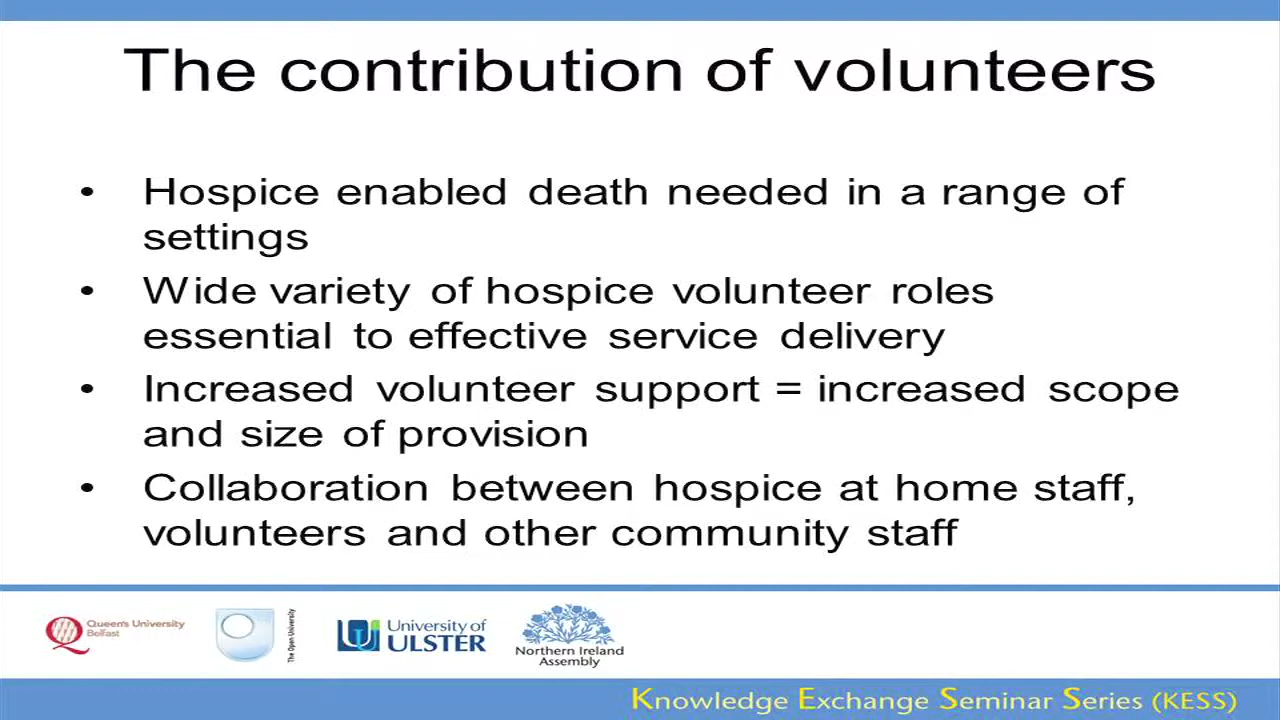 The contribution of volunteers
• Hospice enabled death needed in a range of
settings
• Wide variety of hospice volunteer roles
essential to effective service delivery
• Increased volunteer support = increased scope
and size of provision
• Collaboration between hospice at home staff,
volunteers and other community staff
Queen's University
Belfast
The Open University
University of
ULSTER
Northern Ireland
Assembly
Knowledge Exchange Seminar Series (KESS)